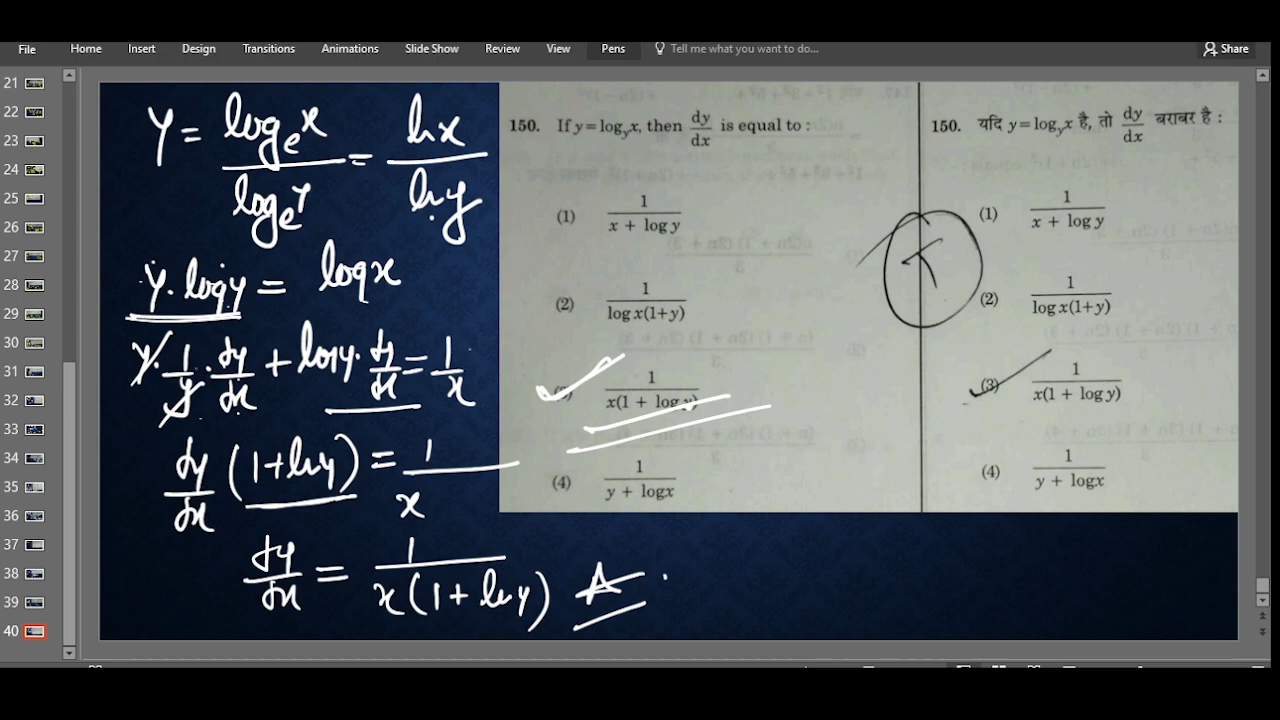 File Home Insert Design Transitions Animations Slide Show Review View Pens Tell me what you want to do... Share
21
22
23
24
25
26
27
28
29
30
31
32
33
34
35
36
37
38
39
40
y = logₑx / logₑy = ln x / ln y
y. log y = log x
y. 1/y . dy/dx + log y. dy/dx = 1/x
dy/dx (1+ln y) = 1/x
dy/dx = 1/x(1+ln y)
150. If y = log_y x, then dy/dx is equal to :
(1) 1/x + log y
(2) 1/log x(1+y)
(3) 1/x(1 + log y)
(4) 1/y + logx
150. यदि y = log_y x है, तो dy/dx बराबर है :
(1) 1/x + log y
(2) 1/log x(1+y)
(3) 1/x(1 + log y)
(4) 1/y + logx